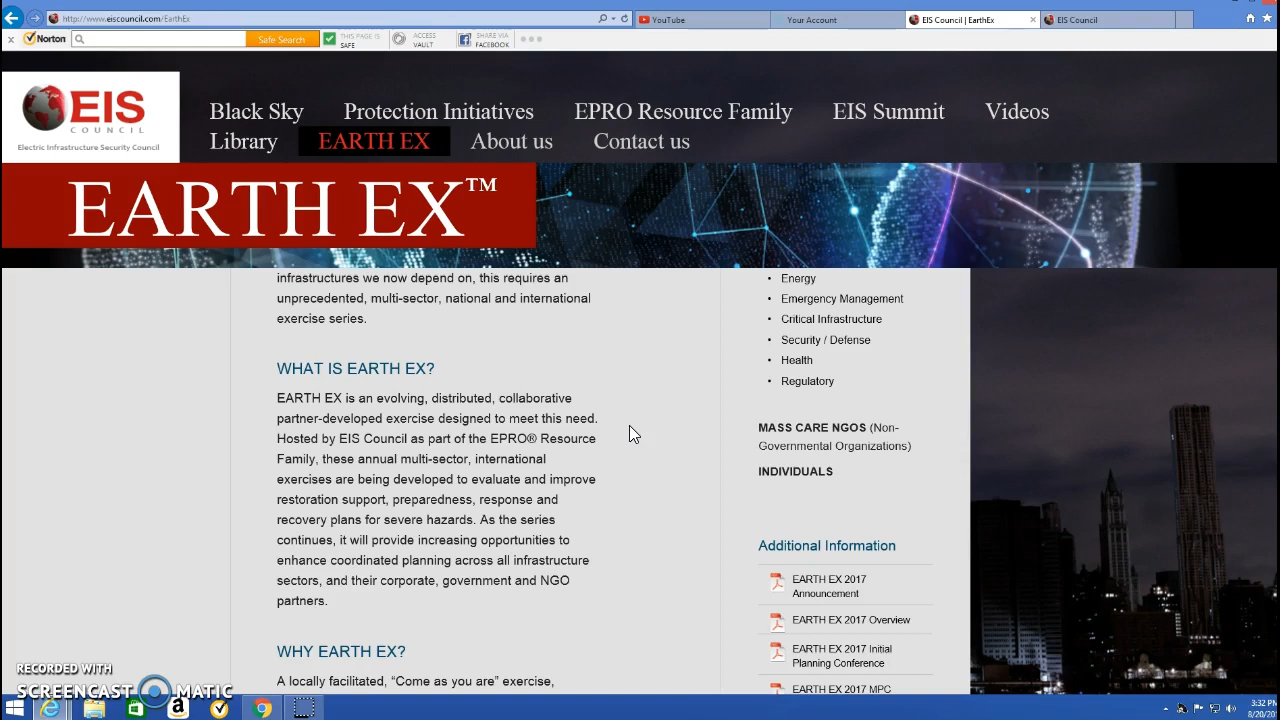 http://www.eiscouncil.com/EarthEx
YouTube
Your Account
EIS Council | EarthEx
EIS Council
Norton
Safe Search
THIS PAGE IS
SAFE
ACCESS
VAULT
SHARE VIA
FACEBOOK
EIS
COUNCIL
Electric Infrastructure Security Council
Black Sky Protection Initiatives EPRO Resource Family EIS Summit Videos
Library EARTH EX About us Contact us
EARTH EX™
infrastructures we now depend on, this requires an
unprecedented, multi-sector, national and international
exercise series.
WHAT IS EARTH EX?
EARTH EX is an evolving, distributed, collaborative
partner-developed exercise designed to meet this need.
Hosted by EIS Council as part of the EPRO® Resource
Family, these annual multi-sector, international
exercises are being developed to evaluate and improve
restoration support, preparedness, response and
recovery plans for severe hazards. As the series
continues, it will provide increasing opportunities to
enhance coordinated planning across all infrastructure
sectors, and their corporate, government and NGO
partners.
WHY EARTH EX?
A locally facilitated, “Come as you are” exercise,
• Energy
• Emergency Management
• Critical Infrastructure
• Security / Defense
• Health
• Regulatory
MASS CARE NGOS (Non-
Governmental Organizations)
INDIVIDUALS
Additional Information
EARTH EX 2017
Announcement
EARTH EX 2017 Overview
EARTH EX 2017 Initial
Planning Conference
EARTH EX 2017 MPC
RECORDED WITH
SCREENCAST MATIC
3:32 PM
8/20/20